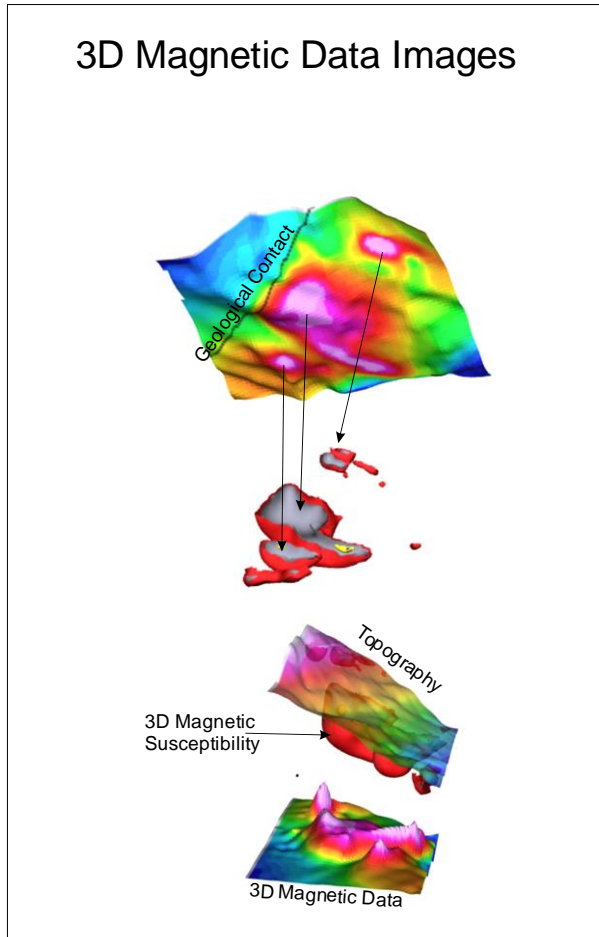 3D Magnetic Data Images
Geological Contact
Topography
3D Magnetic
Susceptibility
3D Magnetic Data